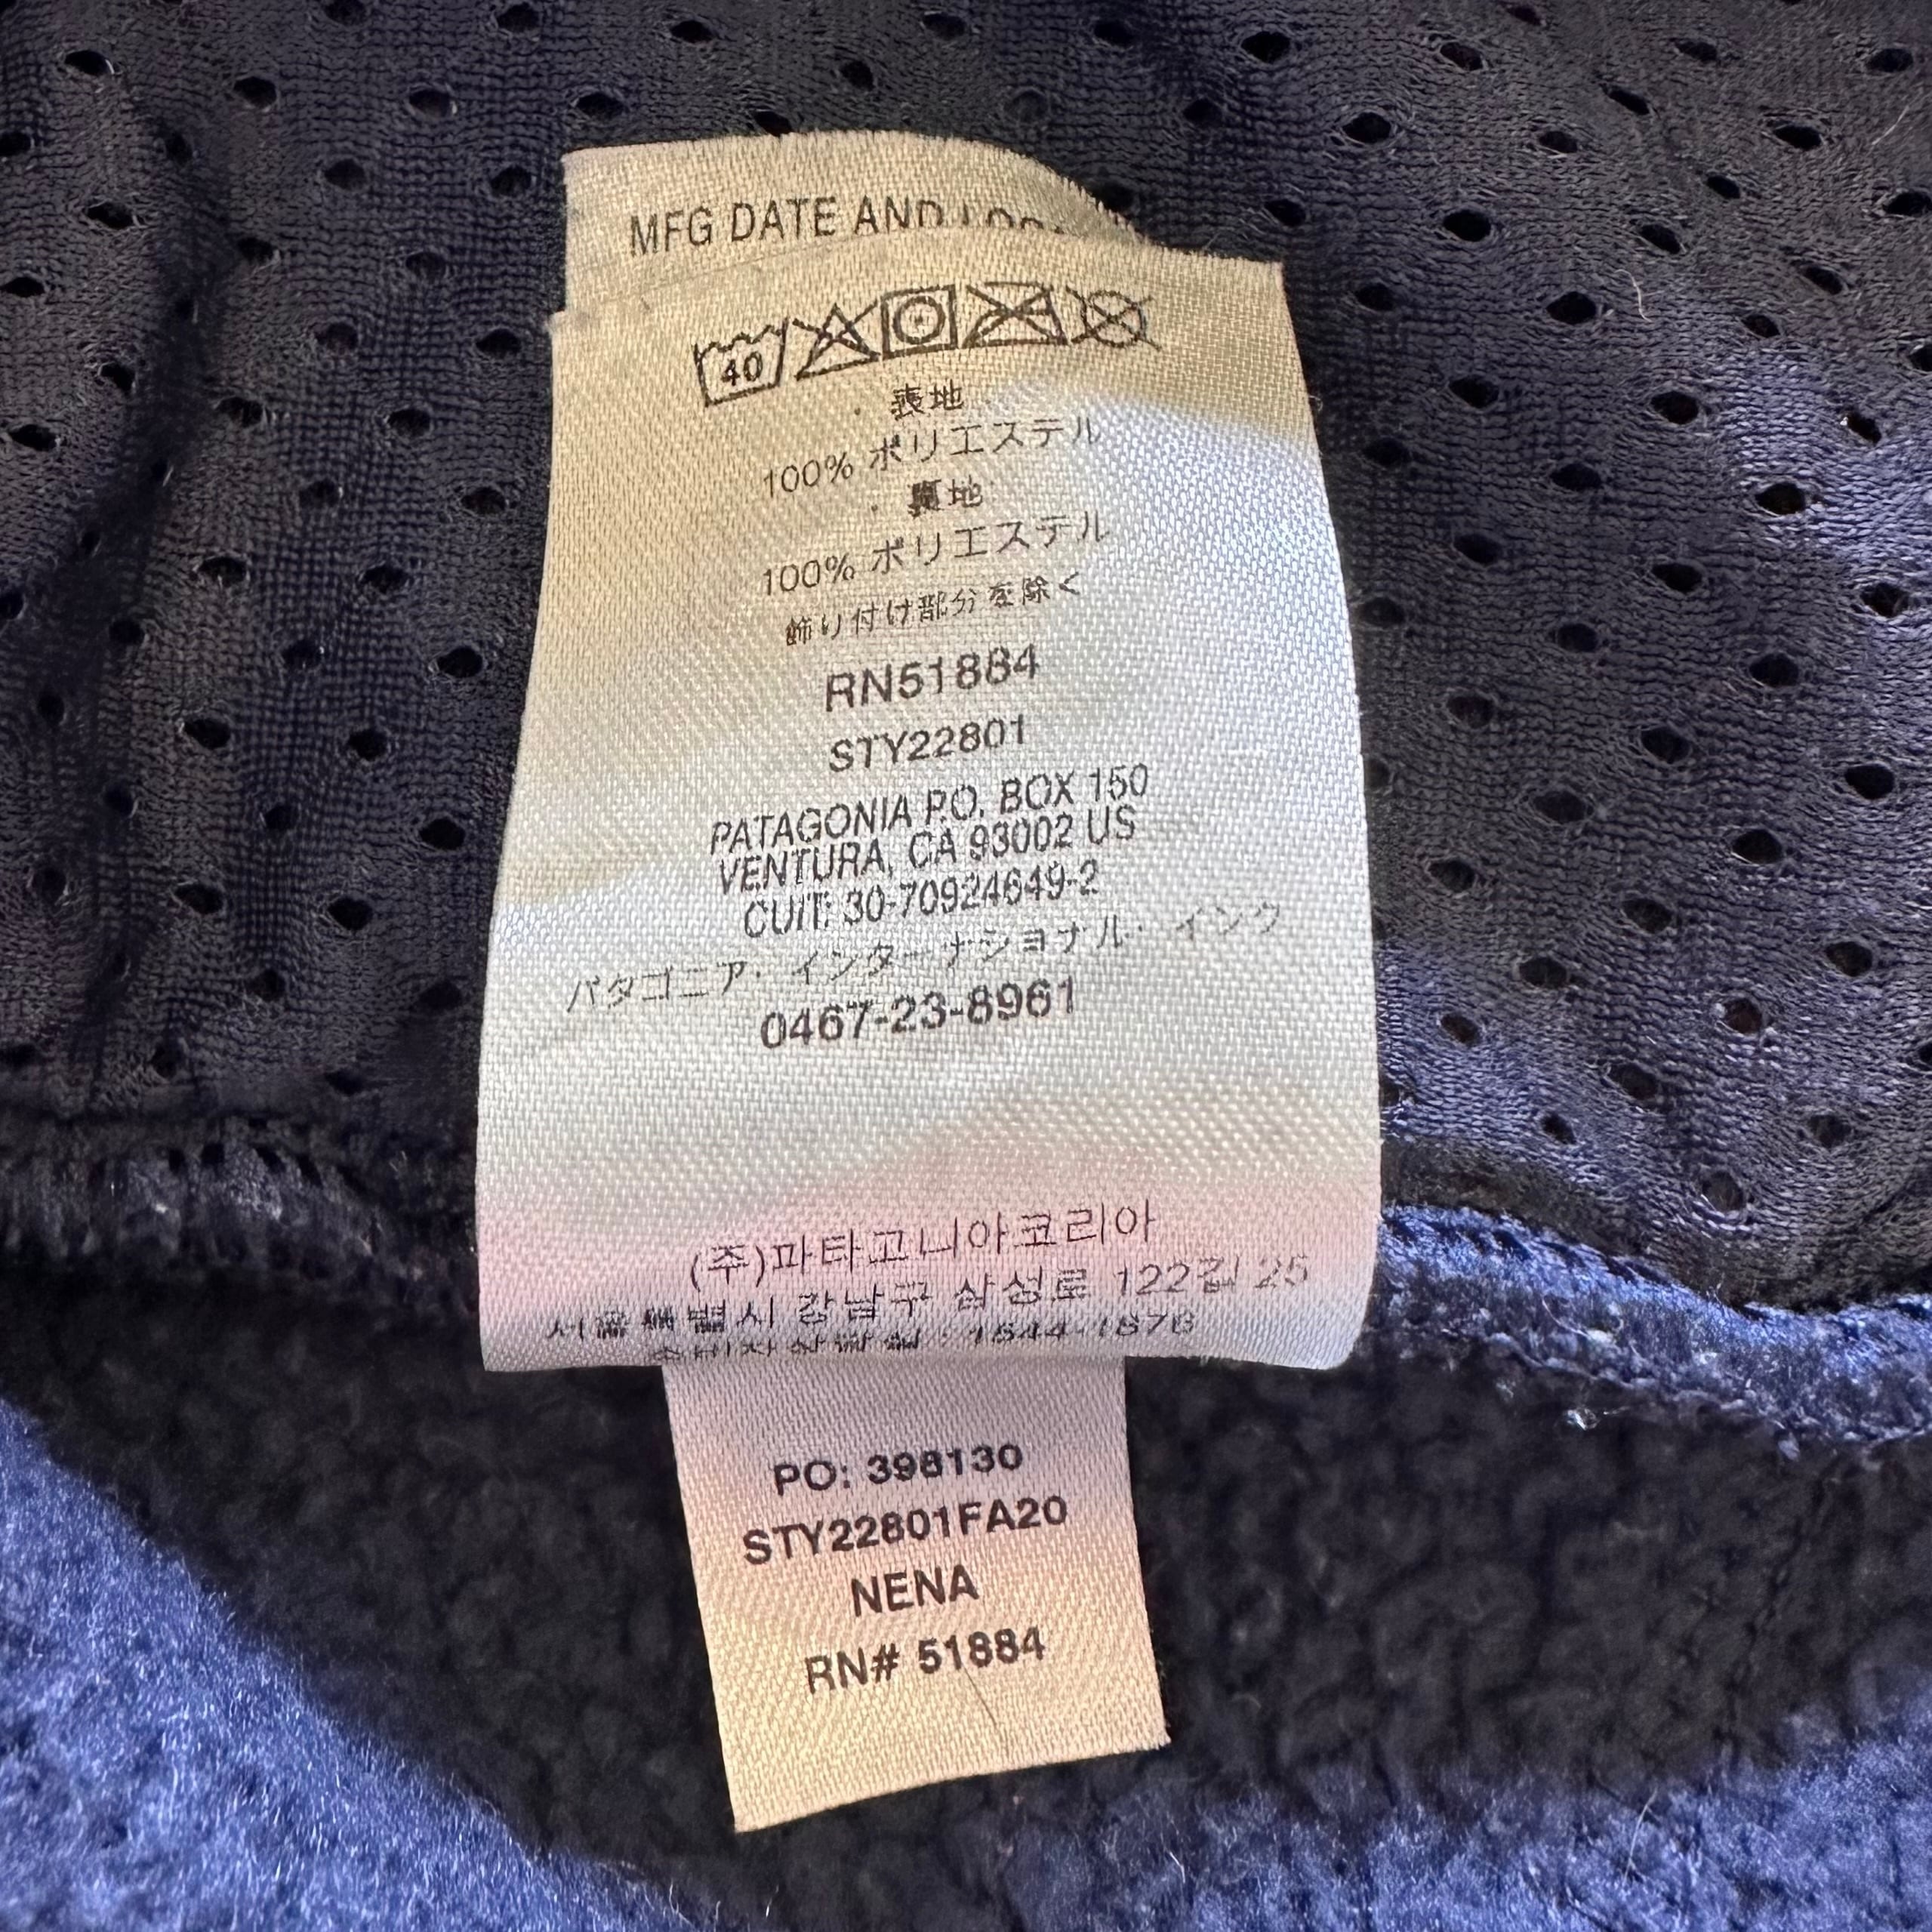 MFG DATE AND
40
・表地
100% ポリエステル
・裏地
100% ポリエステル
飾り付け部分を除く
RN51884
STY22801
PATAGONIA P.O. BOX 150
VENTURA, CA 93002 US
CUIT: 30-70924649-2
パタゴニア・インターナショナル・インク
0467-23-8961
(주)파타고니아코리아
서울특별시 강남구 삼성로 122길 25
PO: 398130
STY22801FA20
NENA
RN# 51884